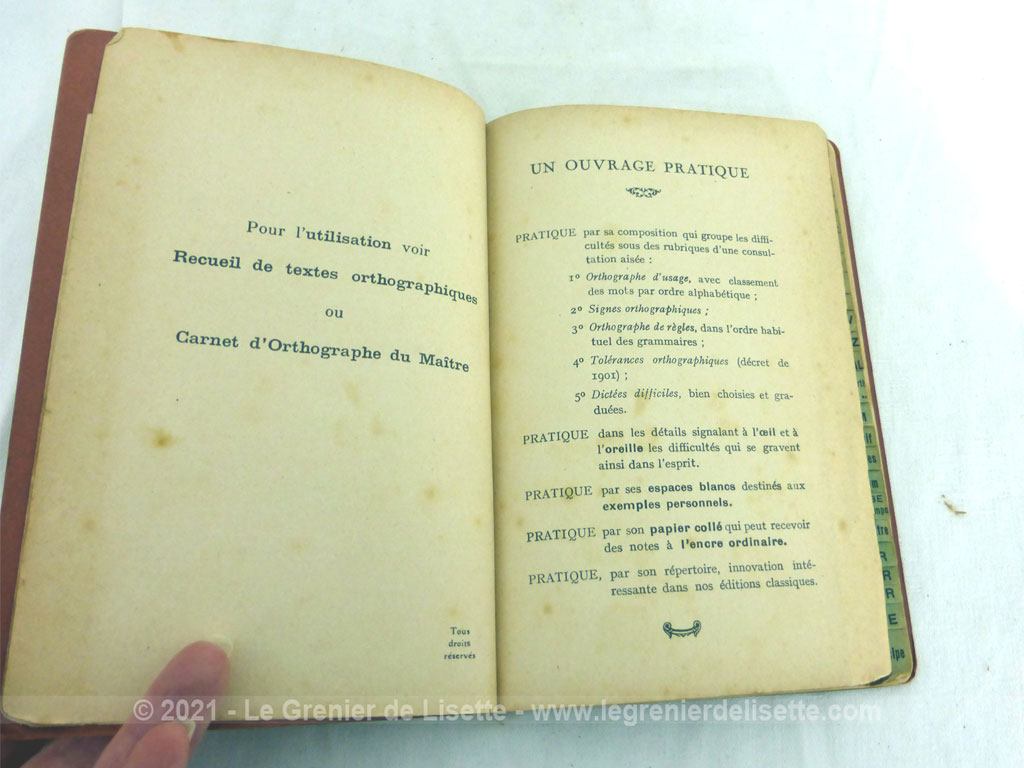 Pour l'utilisation voir
Recueil de textes orthographiques
ou
Carnet d'Orthographe du Maître
Tous
droits
réservés
UN OUVRAGE PRATIQUE
PRATIQUE par sa composition qui groupe les diffi-
cultés sous des rubriques d'une consul-
tation aisée :
1º Orthographe d'usage, avec classement
des mots par ordre alphabétique ;
2º Signes orthographiques ;
3º Orthographe de règles, dans l'ordre habi-
tuel des grammaires ;
4º Tolérances orthographiques (décret de
1901) ;
5º Dictées difficiles, bien choisies et gra-
duées.
PRATIQUE dans les détails signalant à l'œil et à
l'oreille les difficultés qui se gravent
ainsi dans l'esprit.
PRATIQUE par ses espaces blancs destinés aux
exemples personnels.
PRATIQUE par son papier collé qui peut recevoir
des notes à l'encre ordinaire.
PRATIQUE, par son répertoire, innovation inté-
ressante dans nos éditions classiques.
© 2021 - Le Grenier de Lisette - www.legrenierdelisette.com